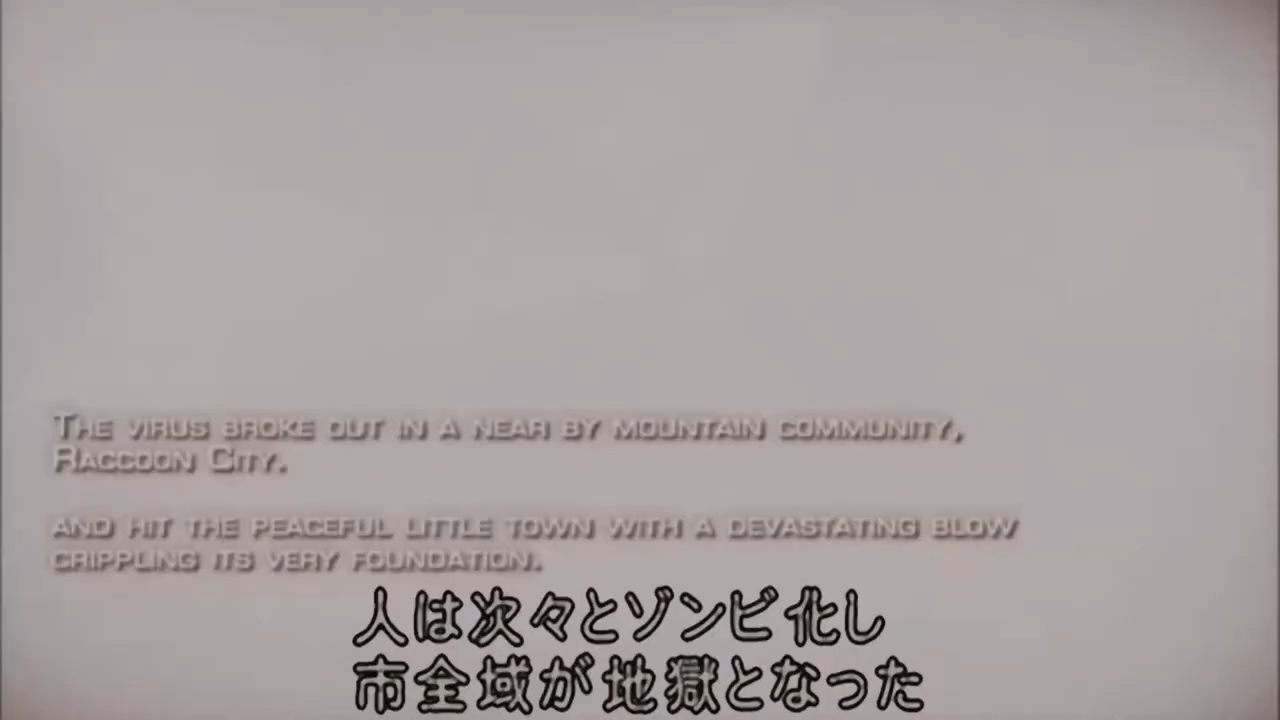 The virus broke out in a near by mountain community,
Raccoon City.
and hit the peaceful little town with a devastating blow
crippling its very foundation.
人は次々とゾンビ化し
市全域が地獄となった